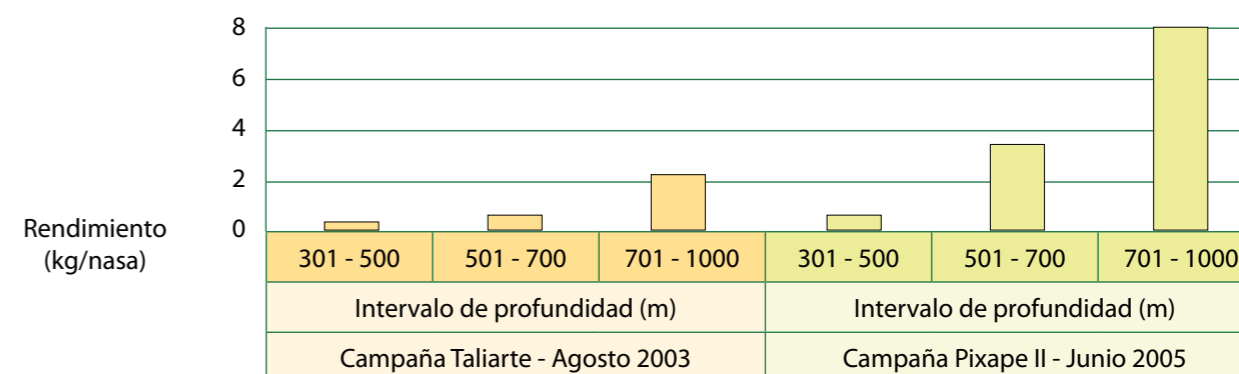 8
6
4
2
0
Rendimiento
(kg/nasa)
301 - 500 501 - 700 701 - 1000 301 - 500 501 - 700 701 - 1000
Intervalo de profundidad (m) Intervalo de profundidad (m)
Campaña Taliarte - Agosto 2003 Campaña Pixape II - Junio 2005